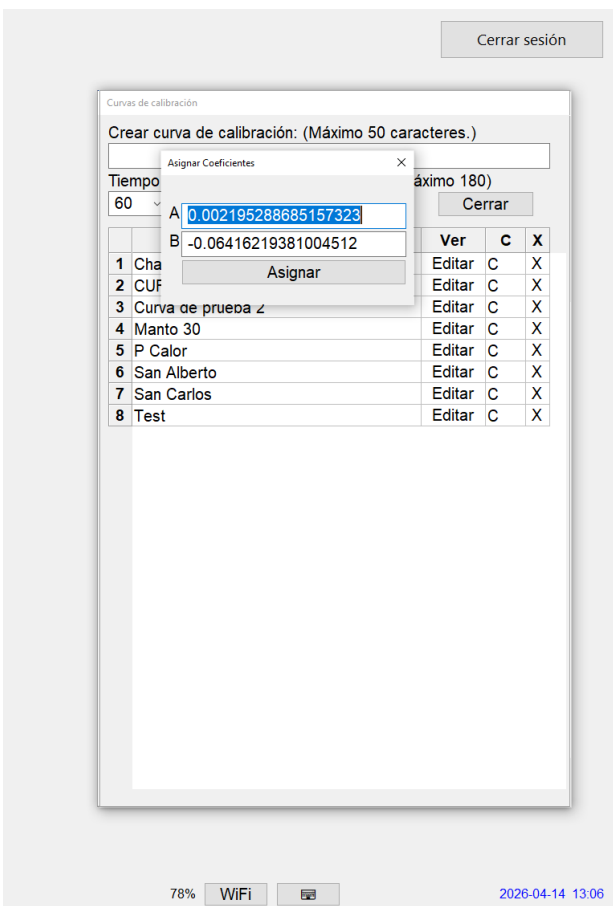 Cerrar sesión
Curvas de calibración
Crear curva de calibración: (Máximo 50 caracteres.)
Asignar Coeficientes
Tiempo áximo 180)
60 Cerrar
A 0.002195288685157323
B -0.06416219381004512
Asignar
Ver C X
1 Cha Editar C X
2 CUF Editar C X
3 Curva de prueba 2 Editar C X
4 Manto 30 Editar C X
5 P Calor Editar C X
6 San Alberto Editar C X
7 San Carlos Editar C X
8 Test Editar C X
78% WiFi 2026-04-14 13:06